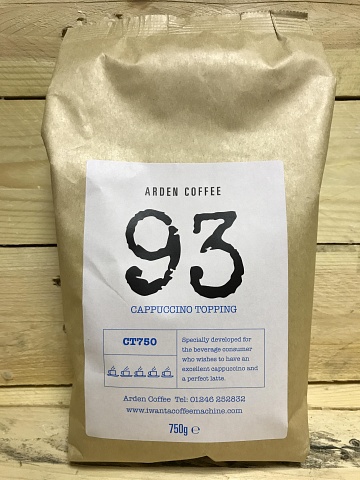 ARDEN COFFEE
93
CAPPUCCINO TOPPING
CT750
Specially developed for
the beverage consumer
who wishes to have an
excellent cappuccino and
a perfect latte.
Arden Coffee Tel: 01246 252832
www.iwantacoffeemachine.com
750g ℮